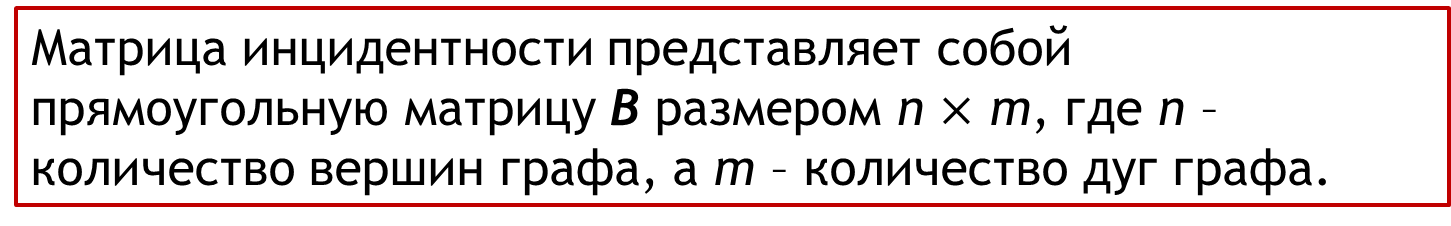 Матрица инцидентности представляет собой
прямоугольную матрицу B размером n × m, где n –
количество вершин графа, а m – количество дуг графа.